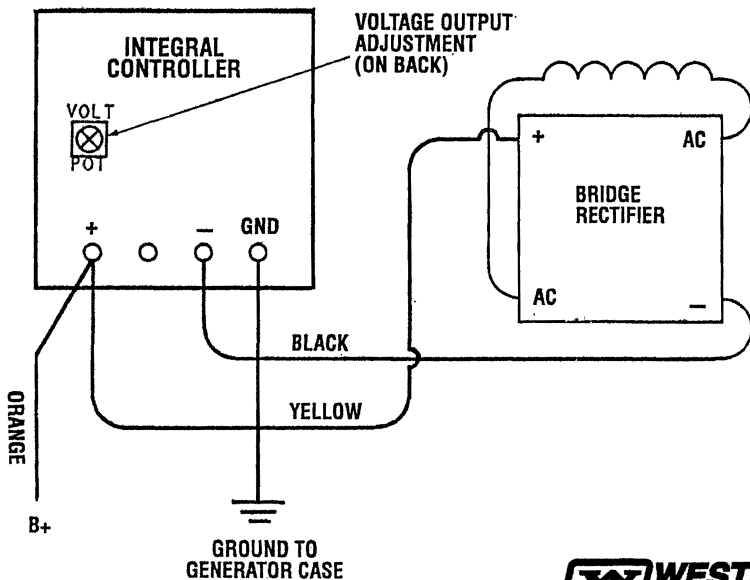 VOLTAGE OUTPUT
ADJUSTMENT
(ON BACK)
INTEGRAL
CONTROLLER
VOLT
POT
+
AC
BRIDGE
RECTIFIER
+
–
GND
AC
–
BLACK
YELLOW
ORANGE
B+
GROUND TO
GENERATOR CASE
W WEST